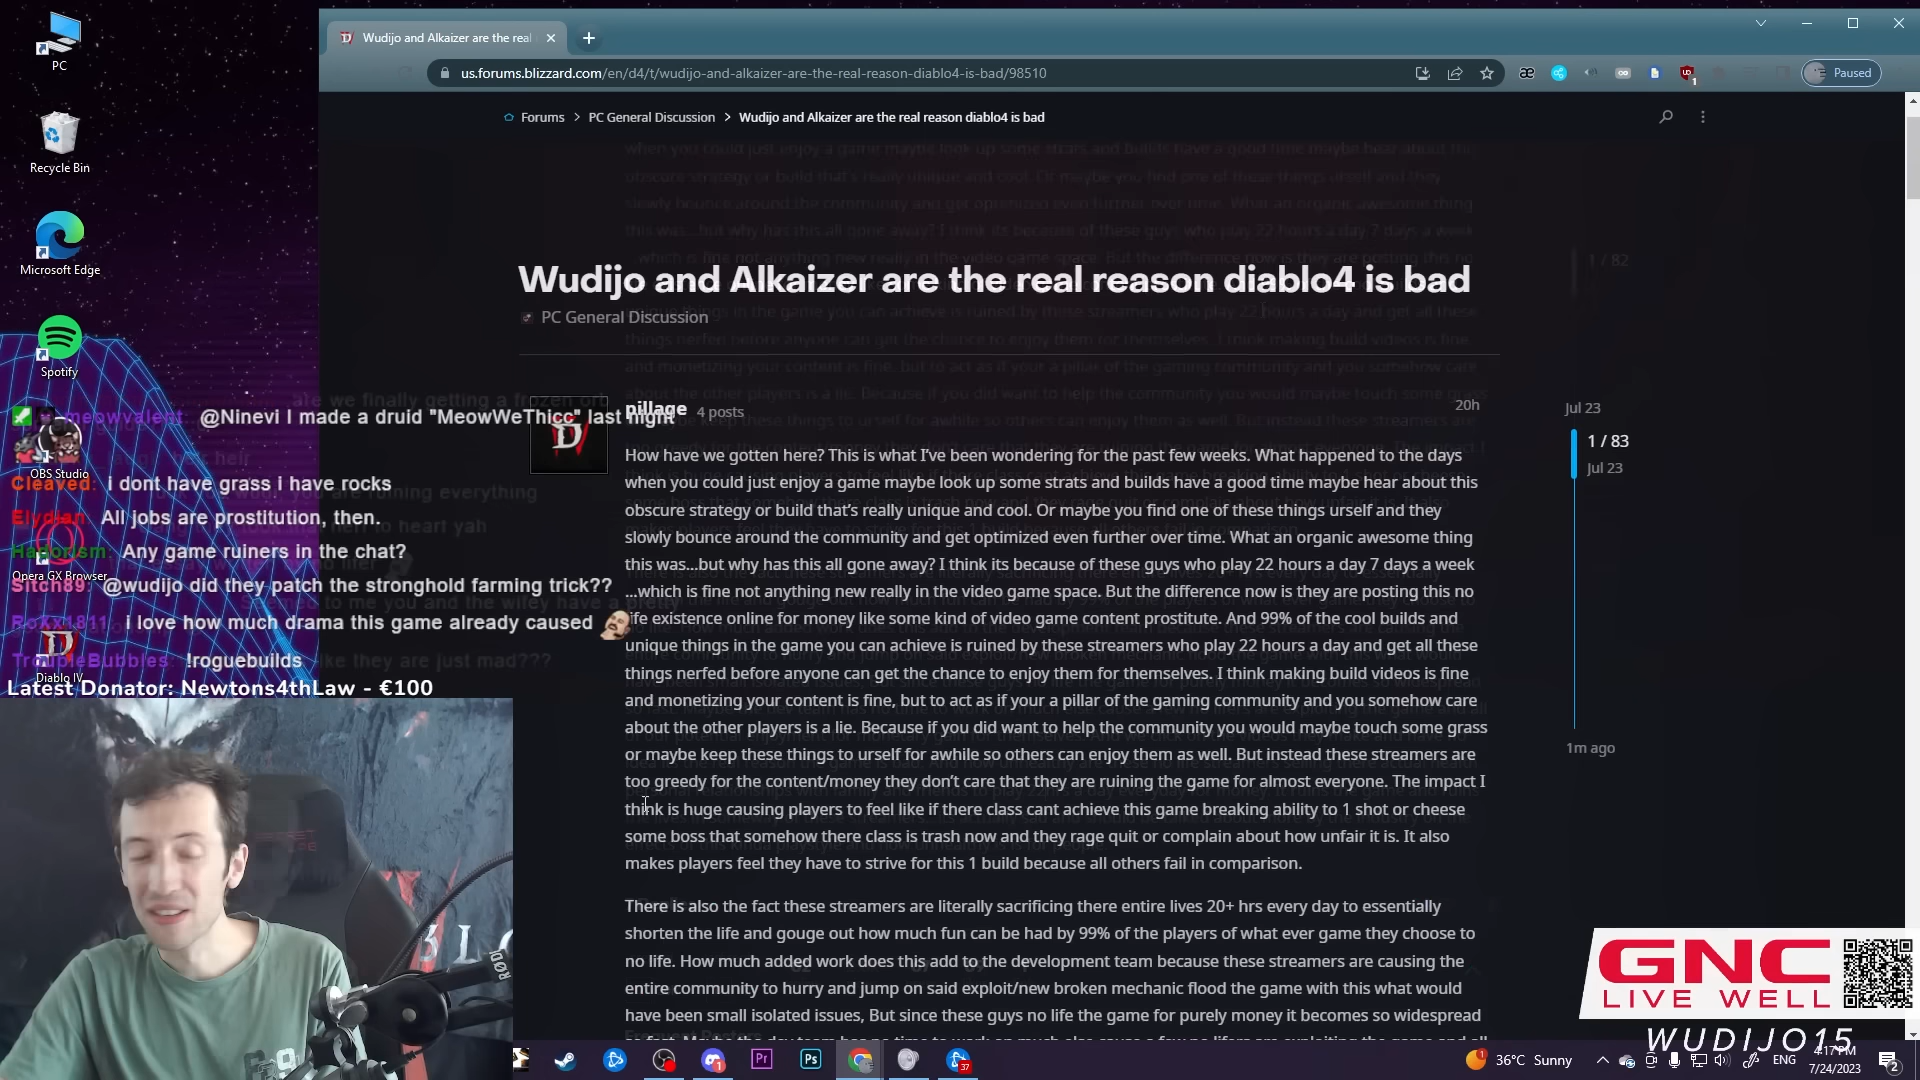 PC
Recycle Bin
Microsoft Edge
Spotify
OBS Studio
Opera GX Browser
Diablo IV
Wudijo and Alkaizer are the real
us.forums.blizzard.com/en/d4/t/wudijo-and-alkaizer-are-the-real-reason-diablo4-is-bad/98510
Paused
Forums > PC General Discussion > Wudijo and Alkaizer are the real reason diablo4 is bad
Wudijo and Alkaizer are the real reason diablo4 is bad
PC General Discussion
pillage 4 posts
20h
How have we gotten here? This is what I've been wondering for the past few weeks. What happened to the days
when you could just enjoy a game maybe look up some strats and builds have a good time maybe hear about this
obscure strategy or build that's really unique and cool. Or maybe you find one of these things urself and they
slowly bounce around the community and get optimized even further over time. What an organic awesome thing
this was...but why has this all gone away? I think its because of these guys who play 22 hours a day 7 days a week
...which is fine not anything new really in the video game space. But the difference now is they are posting this no
life existence online for money like some kind of video game content prostitute. And 99% of the cool builds and
unique things in the game you can achieve is ruined by these streamers who play 22 hours a day and get all these
things nerfed before anyone can get the chance to enjoy them for themselves. I think making build videos is fine
and monetizing your content is fine, but to act as if your a pillar of the gaming community and you somehow care
about the other players is a lie. Because if you did want to help the community you would maybe touch some grass
or maybe keep these things to urself for awhile so others can enjoy them as well. But instead these streamers are
too greedy for the content/money they don't care that they are ruining the game for almost everyone. The impact I
think is huge causing players to feel like if there class cant achieve this game breaking ability to 1 shot or cheese
some boss that somehow there class is trash now and they rage quit or complain about how unfair it is. It also
makes players feel they have to strive for this 1 build because all others fail in comparison.
There is also the fact these streamers are literally sacrificing there entire lives 20+ hrs every day to essentially
shorten the life and gouge out how much fun can be had by 99% of the players of what ever game they choose to
no life. How much added work does this add to the development team because these streamers are causing the
entire community to hurry and jump on said exploit/new broken mechanic flood the game with this what would
have been small isolated issues, But since these guys no life the game for purely money it becomes so widespread
1 / 82
Jul 23
1 / 83
Jul 23
1m ago
meowvalent: @Ninevi I made a druid "MeowWeThicc" last night
Cleaved: i dont have grass i have rocks
Elydian: All jobs are prostitution, then.
Hadorism: Any game ruiners in the chat?
Sitch89: @wudijo did they patch the stronghold farming trick??
RoXx1811: i love how much drama this game already caused
TroupleBubbles: !roguebuilds
Latest Donator: Newtons4thLaw - €100
GNC
LIVE WELL
WUDIJO15
36°C Sunny
ENG
4:17 PM
7/24/2023